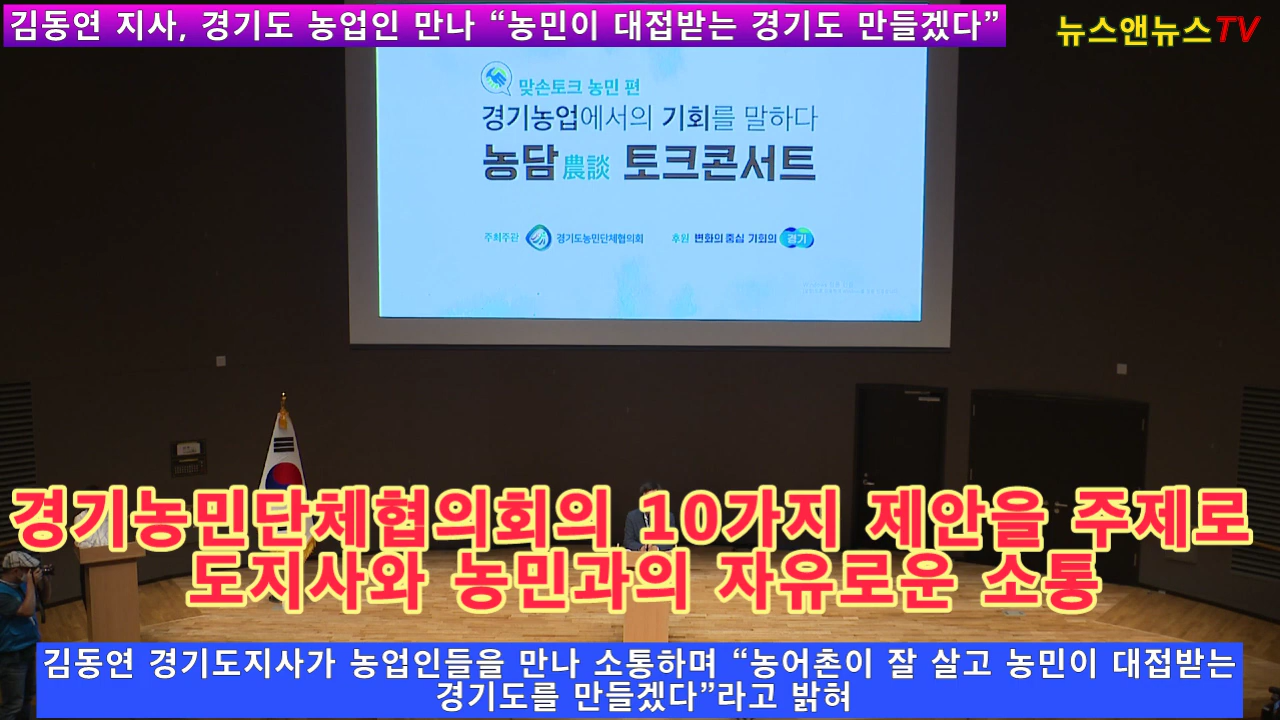 김동연 지사, 경기도 농업인 만나 “농민이 대접받는 경기도 만들겠다”
뉴스앤뉴스TV
맞손토크 농민 편
경기농업에서의 기회를 말하다
농담 農談 토크콘서트
주최주관 경기도농민단체협의회 후원 변화의 중심 기회의 경기
경기농민단체협의회의 10가지 제안을 주제로
도지사와 농민과의 자유로운 소통
김동연 경기도지사가 농업인들을 만나 소통하며 “농어촌이 잘 살고 농민이 대접받는
경기도를 만들겠다”라고 밝혀